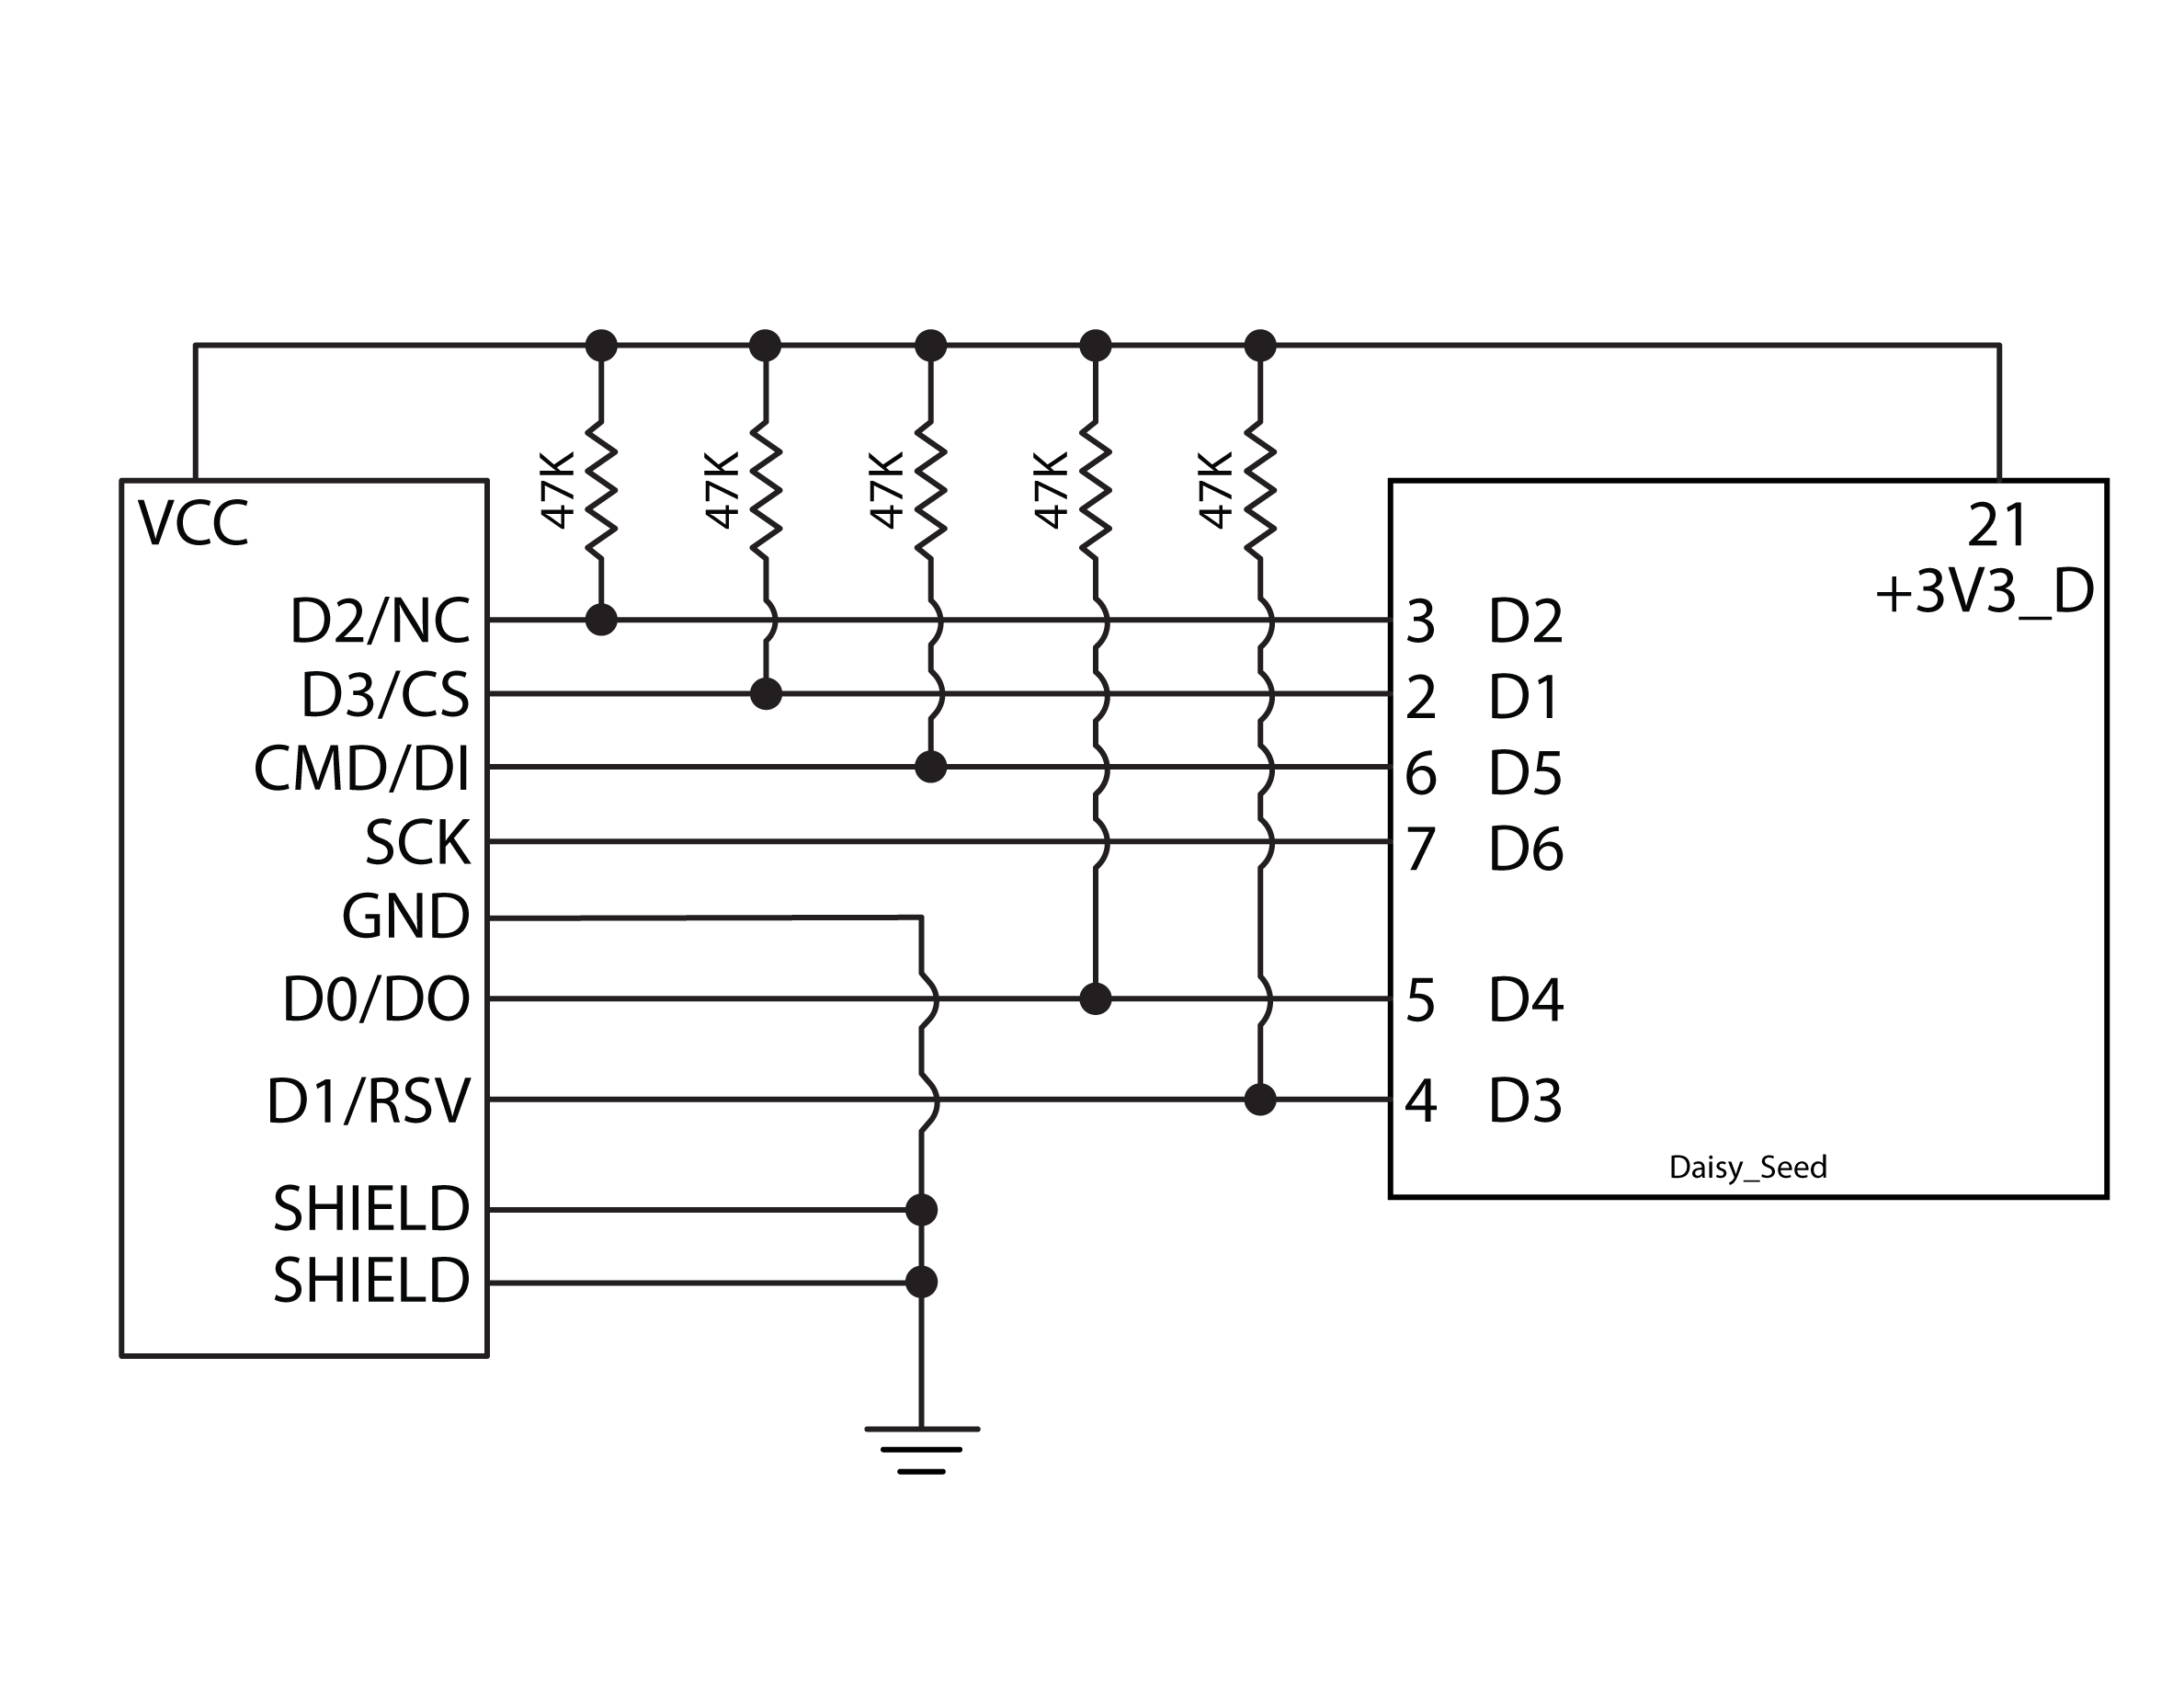 47K 47K 47K 47K 47K
VCC
D2/NC
D3/CS
CMD/DI
SCK
GND
D0/DO
D1/RSV
SHIELD
SHIELD
21
+3V3_D
3 D2
2 D1
6 D5
7 D6
5 D4
4 D3
Daisy_Seed